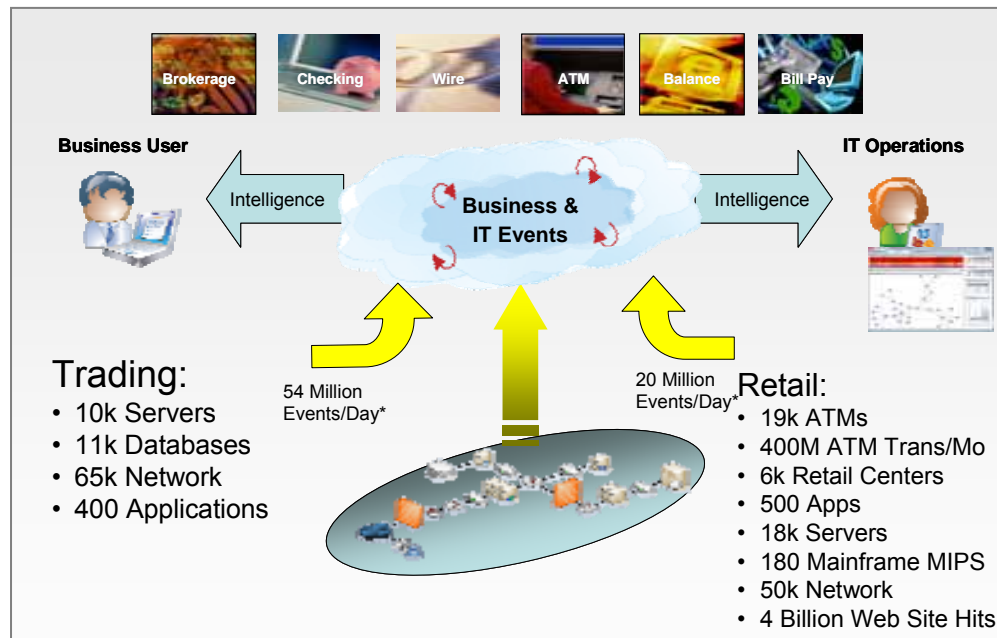 Brokerage
Checking
Wire
ATM
Balance
Bill Pay
Business User
IT Operations
Intelligence
Business &
IT Events
Intelligence
54 Million
Events/Day*
20 Million
Events/Day*
Trading:
• 10k Servers
• 11k Databases
• 65k Network
• 400 Applications
Retail:
• 19k ATMs
• 400M ATM Trans/Mo
• 6k Retail Centers
• 500 Apps
• 18k Servers
• 180 Mainframe MIPS
• 50k Network
• 4 Billion Web Site Hits